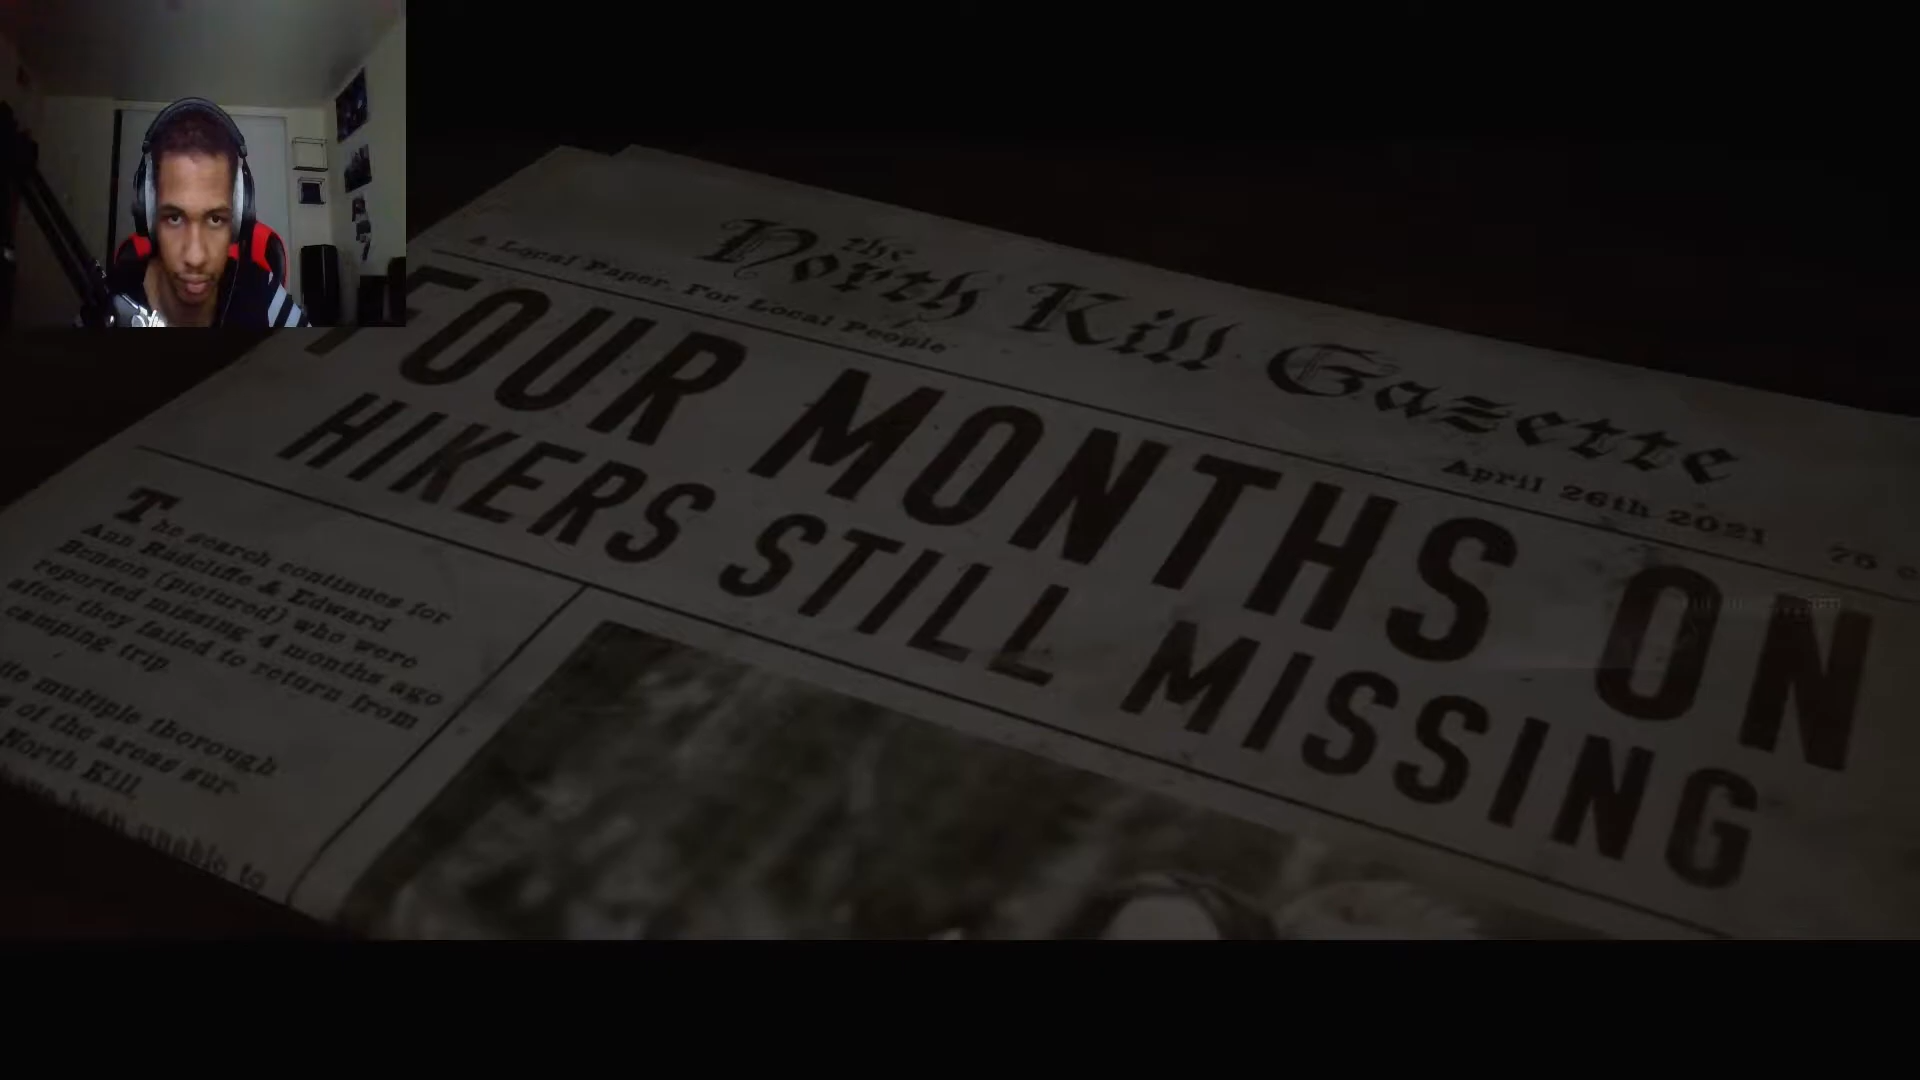 the
North Kill Gazette
A Local Paper, For Local People
April 26th 2021
75
FOUR MONTHS ON
HIKERS STILL MISSING
The search continues for
Ann Radcliffe & Edward
Benson (pictured) who were
reported missing 4 months ago
after they failed to return from
camping trip
multiple thorough
of the areas sur-
North Kill.
been unable to